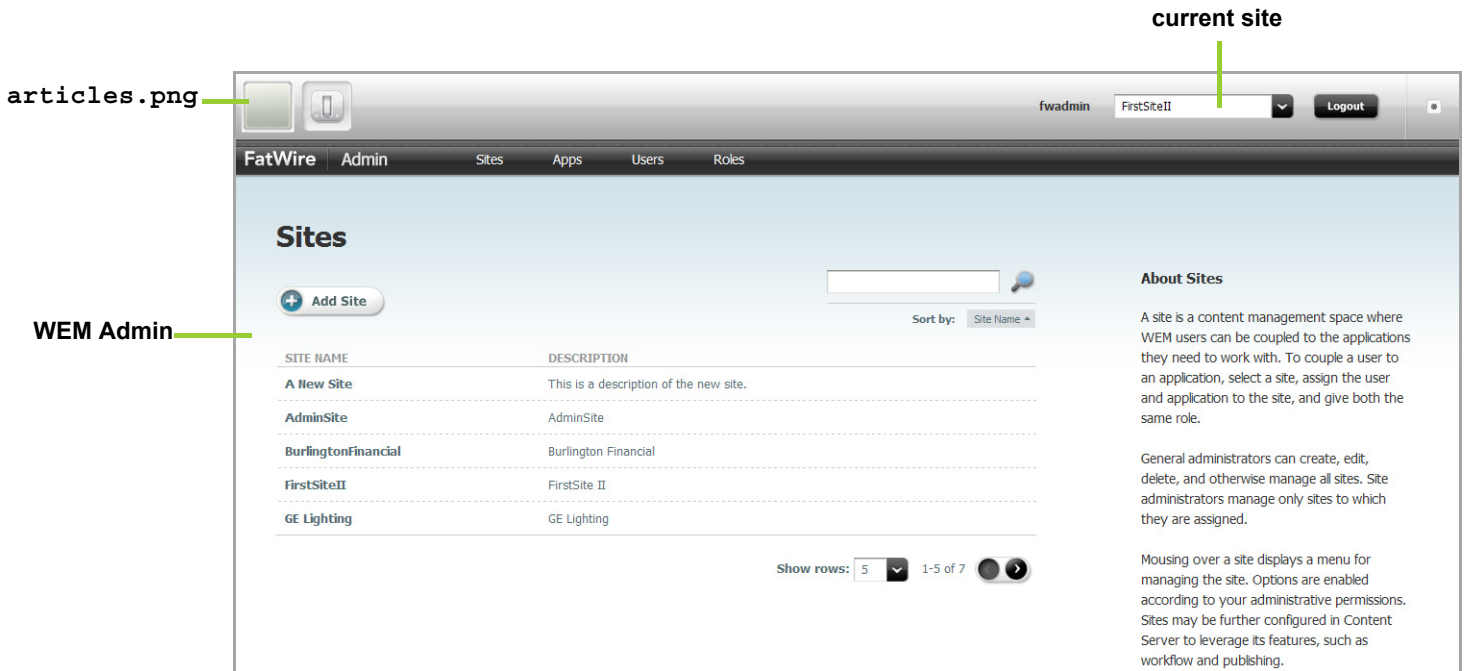 current site
articles.png
fwadmin
FirstSiteII
Logout
FatWire Admin Sites Apps Users Roles
Sites
Add Site
Sort by: Site Name
WEM Admin
SITE NAME DESCRIPTION
A New Site This is a description of the new site.
AdminSite AdminSite
BurlingtonFinancial Burlington Financial
FirstSiteII FirstSite II
GE Lighting GE Lighting
Show rows: 5 1-5 of 7
About Sites
A site is a content management space where
WEM users can be coupled to the applications
they need to work with. To couple a user to
an application, select a site, assign the user
and application to the site, and give both the
same role.
General administrators can create, edit,
delete, and otherwise manage all sites. Site
administrators manage only sites to which
they are assigned.
Mousing over a site displays a menu for
managing the site. Options are enabled
according to your administrative permissions.
Sites may be further configured in Content
Server to leverage its features, such as
workflow and publishing.